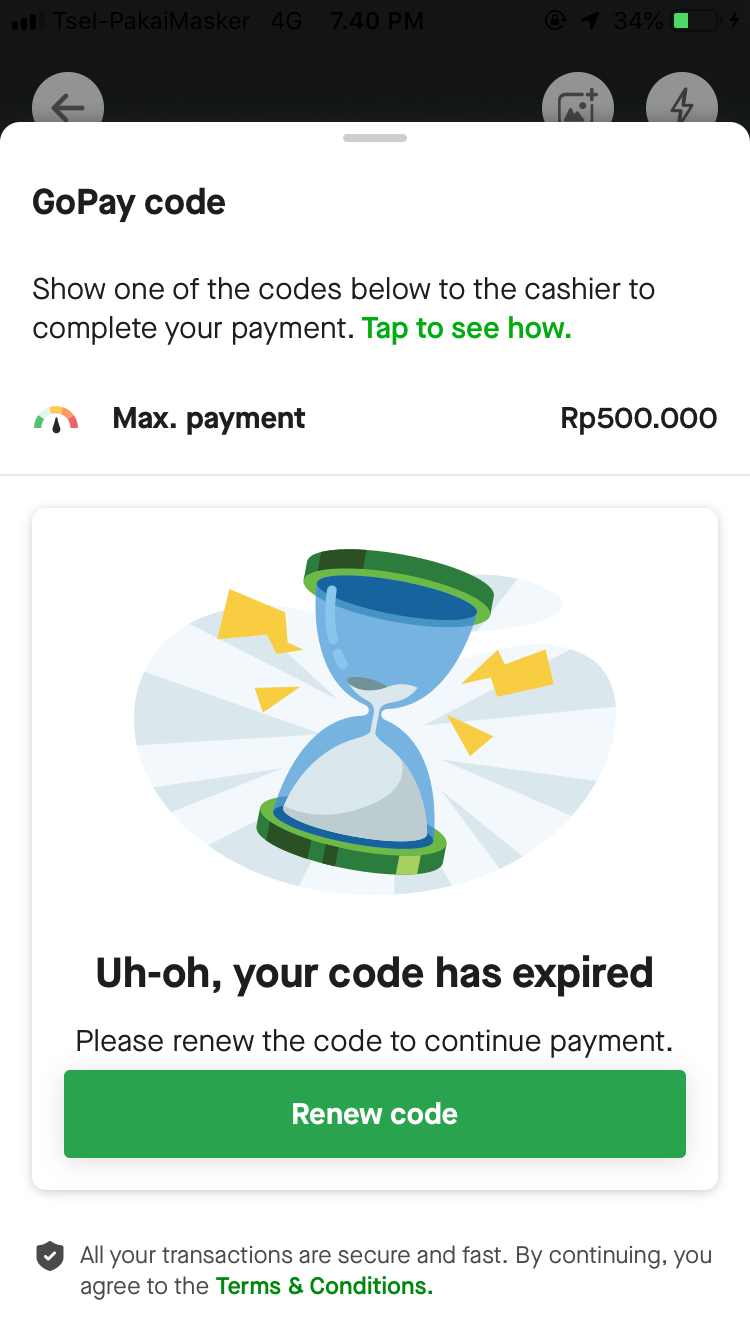 Tsel-PakaiMasker 4G 7.40 PM 34%
GoPay code
Show one of the codes below to the cashier to
complete your payment. Tap to see how.
Max. payment Rp500.000
Uh-oh, your code has expired
Please renew the code to continue payment.
Renew code
All your transactions are secure and fast. By continuing, you
agree to the Terms & Conditions.